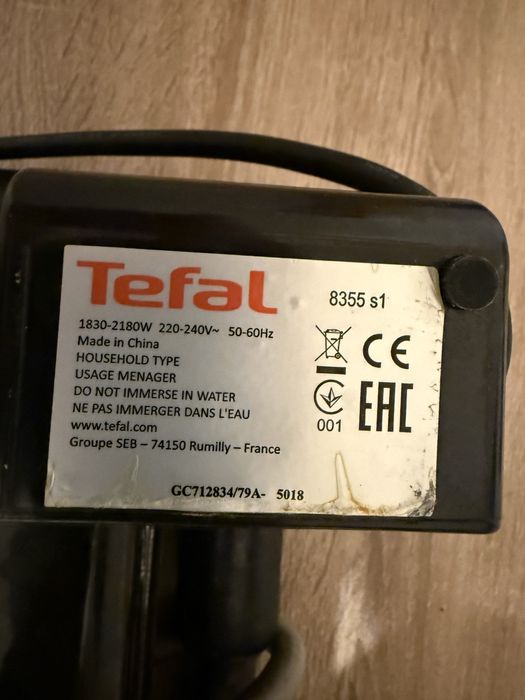 Tefal
8355 s1
1830-2180W 220-240V~ 50-60Hz
Made in China
HOUSEHOLD TYPE
USAGE MENAGER
DO NOT IMMERSE IN WATER
NE PAS IMMERGER DANS L'EAU
www.tefal.com
Groupe SEB – 74150 Rumilly – France
CE
001
EAC
GC712834/79A- 5018